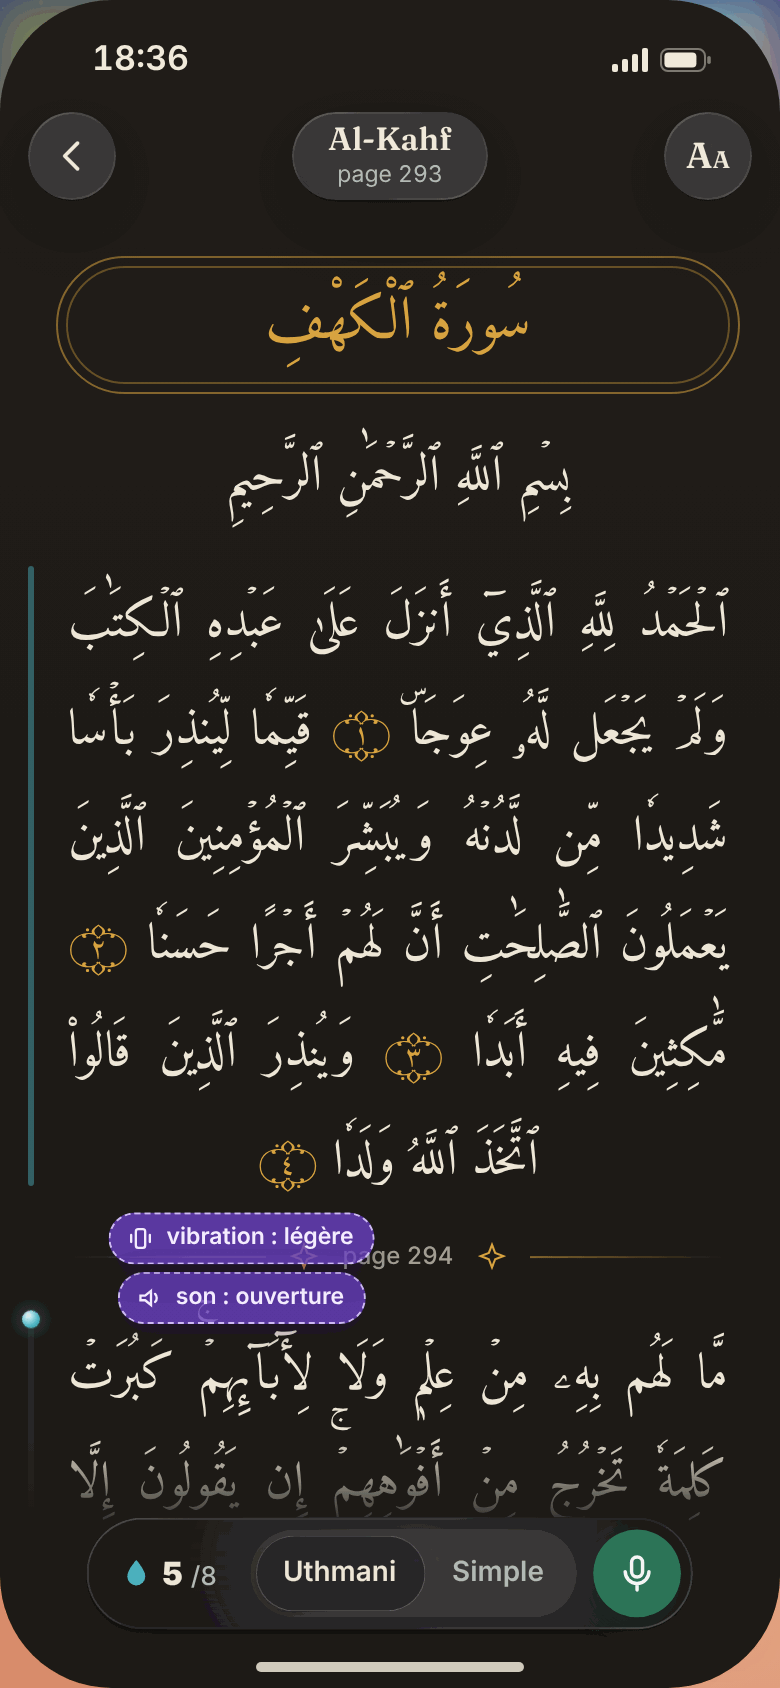 18:36
Al-Kahf
page 293
AA
سُورَةُ ٱلْكَهْفِ
بِسۡمِ ٱللَّهِ ٱلرَّحۡمَٰنِ ٱلرَّحِيمِ
ٱلۡحَمۡدُ لِلَّهِ ٱلَّذِيٓ أَنزَلَ عَلَىٰ عَبۡدِهِ ٱلۡكِتَٰبَ
وَلَمۡ يَجۡعَل لَّهُۥ عِوَجَاۜ ١ قَيِّمٗا لِّيُنذِرَ بَأۡسٗا
شَدِيدٗا مِّن لَّدُنۡهُ وَيُبَشِّرَ ٱلۡمُؤۡمِنِينَ ٱلَّذِينَ
يَعۡمَلُونَ ٱلصَّٰلِحَٰتِ أَنَّ لَهُمۡ أَجۡرًا حَسَنٗا ٢
مَّٰكِثِينَ فِيهِ أَبَدٗا ٣ وَيُنذِرَ ٱلَّذِينَ قَالُواْ
ٱتَّخَذَ ٱللَّهُ وَلَدٗا ٤
vibration : légère
page 294
son : ouverture
مَّا لَهُم بِهِۦ مِنۡ عِلۡمٖ وَلَا لِأٓبَآئِهِمۡۚ كَبُرَتۡ
كَلِمَةٗ تَخۡرُجُ مِنۡ أَفۡوَٰهِهِمۡۚ إِن يَقُولُونَ إِلَّا
5 /8
Uthmani
Simple